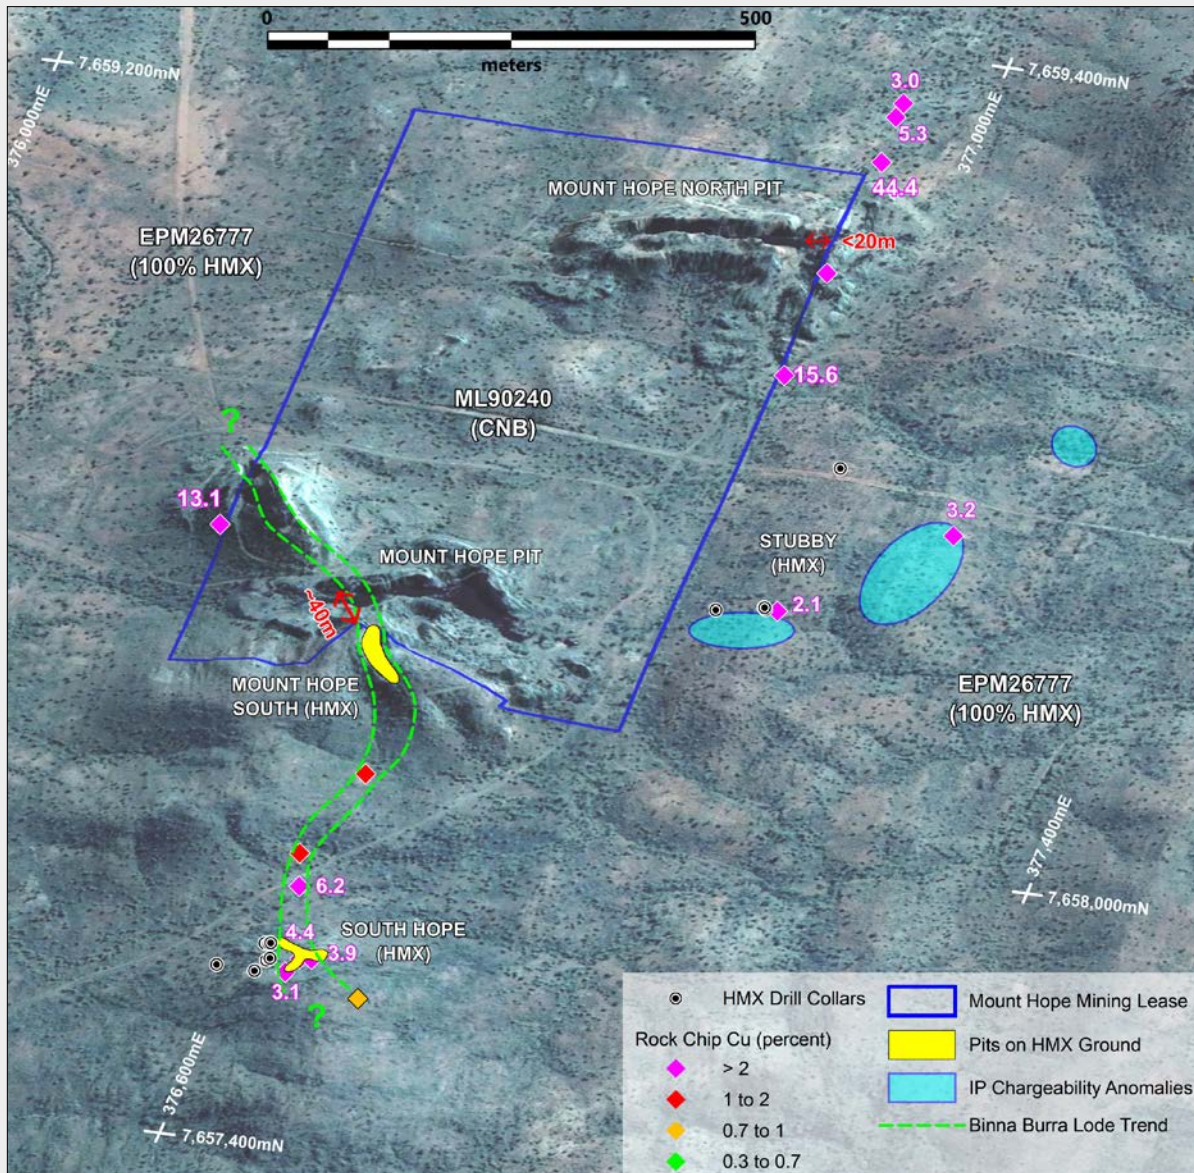 0
500
meters
7,659,200mN
376,000mE
7,659,400mN
377,000mE
3.0
5.3
44.4
MOUNT HOPE NORTH PIT
<20m
EPM26777
(100% HMX)
15.6
ML90240
(CNB)
?
13.1
3.2
STUBBY
(HMX)
MOUNT HOPE PIT
~40m
2.1
MOUNT HOPE
SOUTH (HMX)
EPM26777
(100% HMX)
377,400mE
7,658,000mN
6.2
SOUTH HOPE
(HMX)
4.4
3.9
3.1
?
376,600mE
7,657,400mN
HMX Drill Collars
Rock Chip Cu (percent)
> 2
1 to 2
0.7 to 1
0.3 to 0.7
Mount Hope Mining Lease
Pits on HMX Ground
IP Chargeability Anomalies
Binna Burra Lode Trend